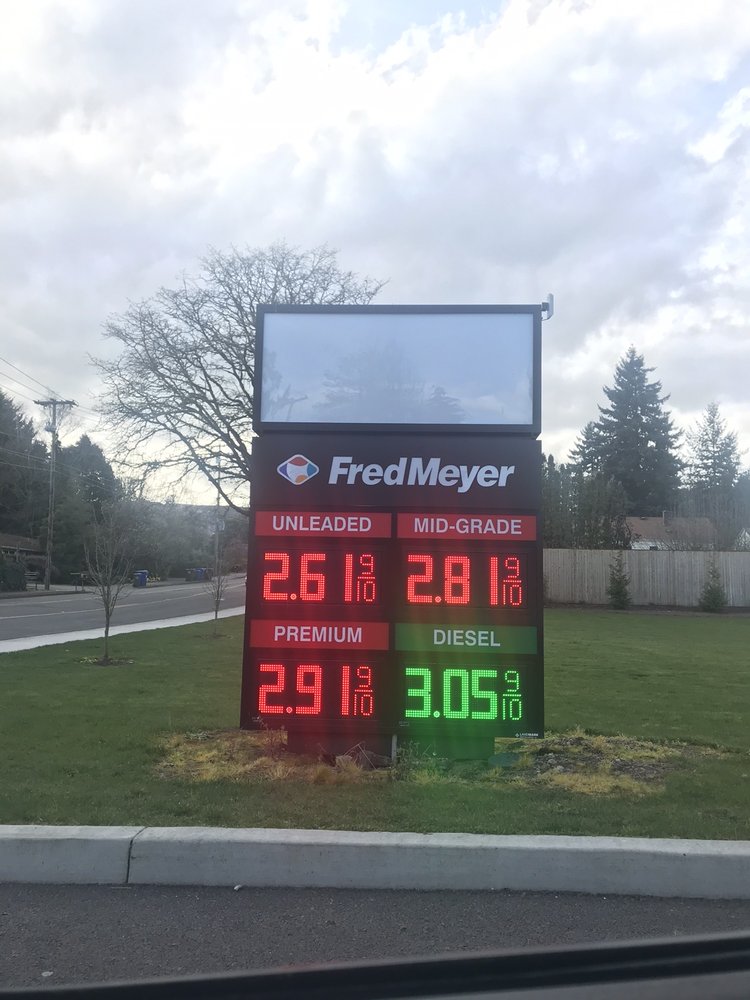 FredMeyer
UNLEADED MID-GRADE
2.61 9/10 2.81 9/10
PREMIUM DIESEL
2.91 9/10 3.05 9/10